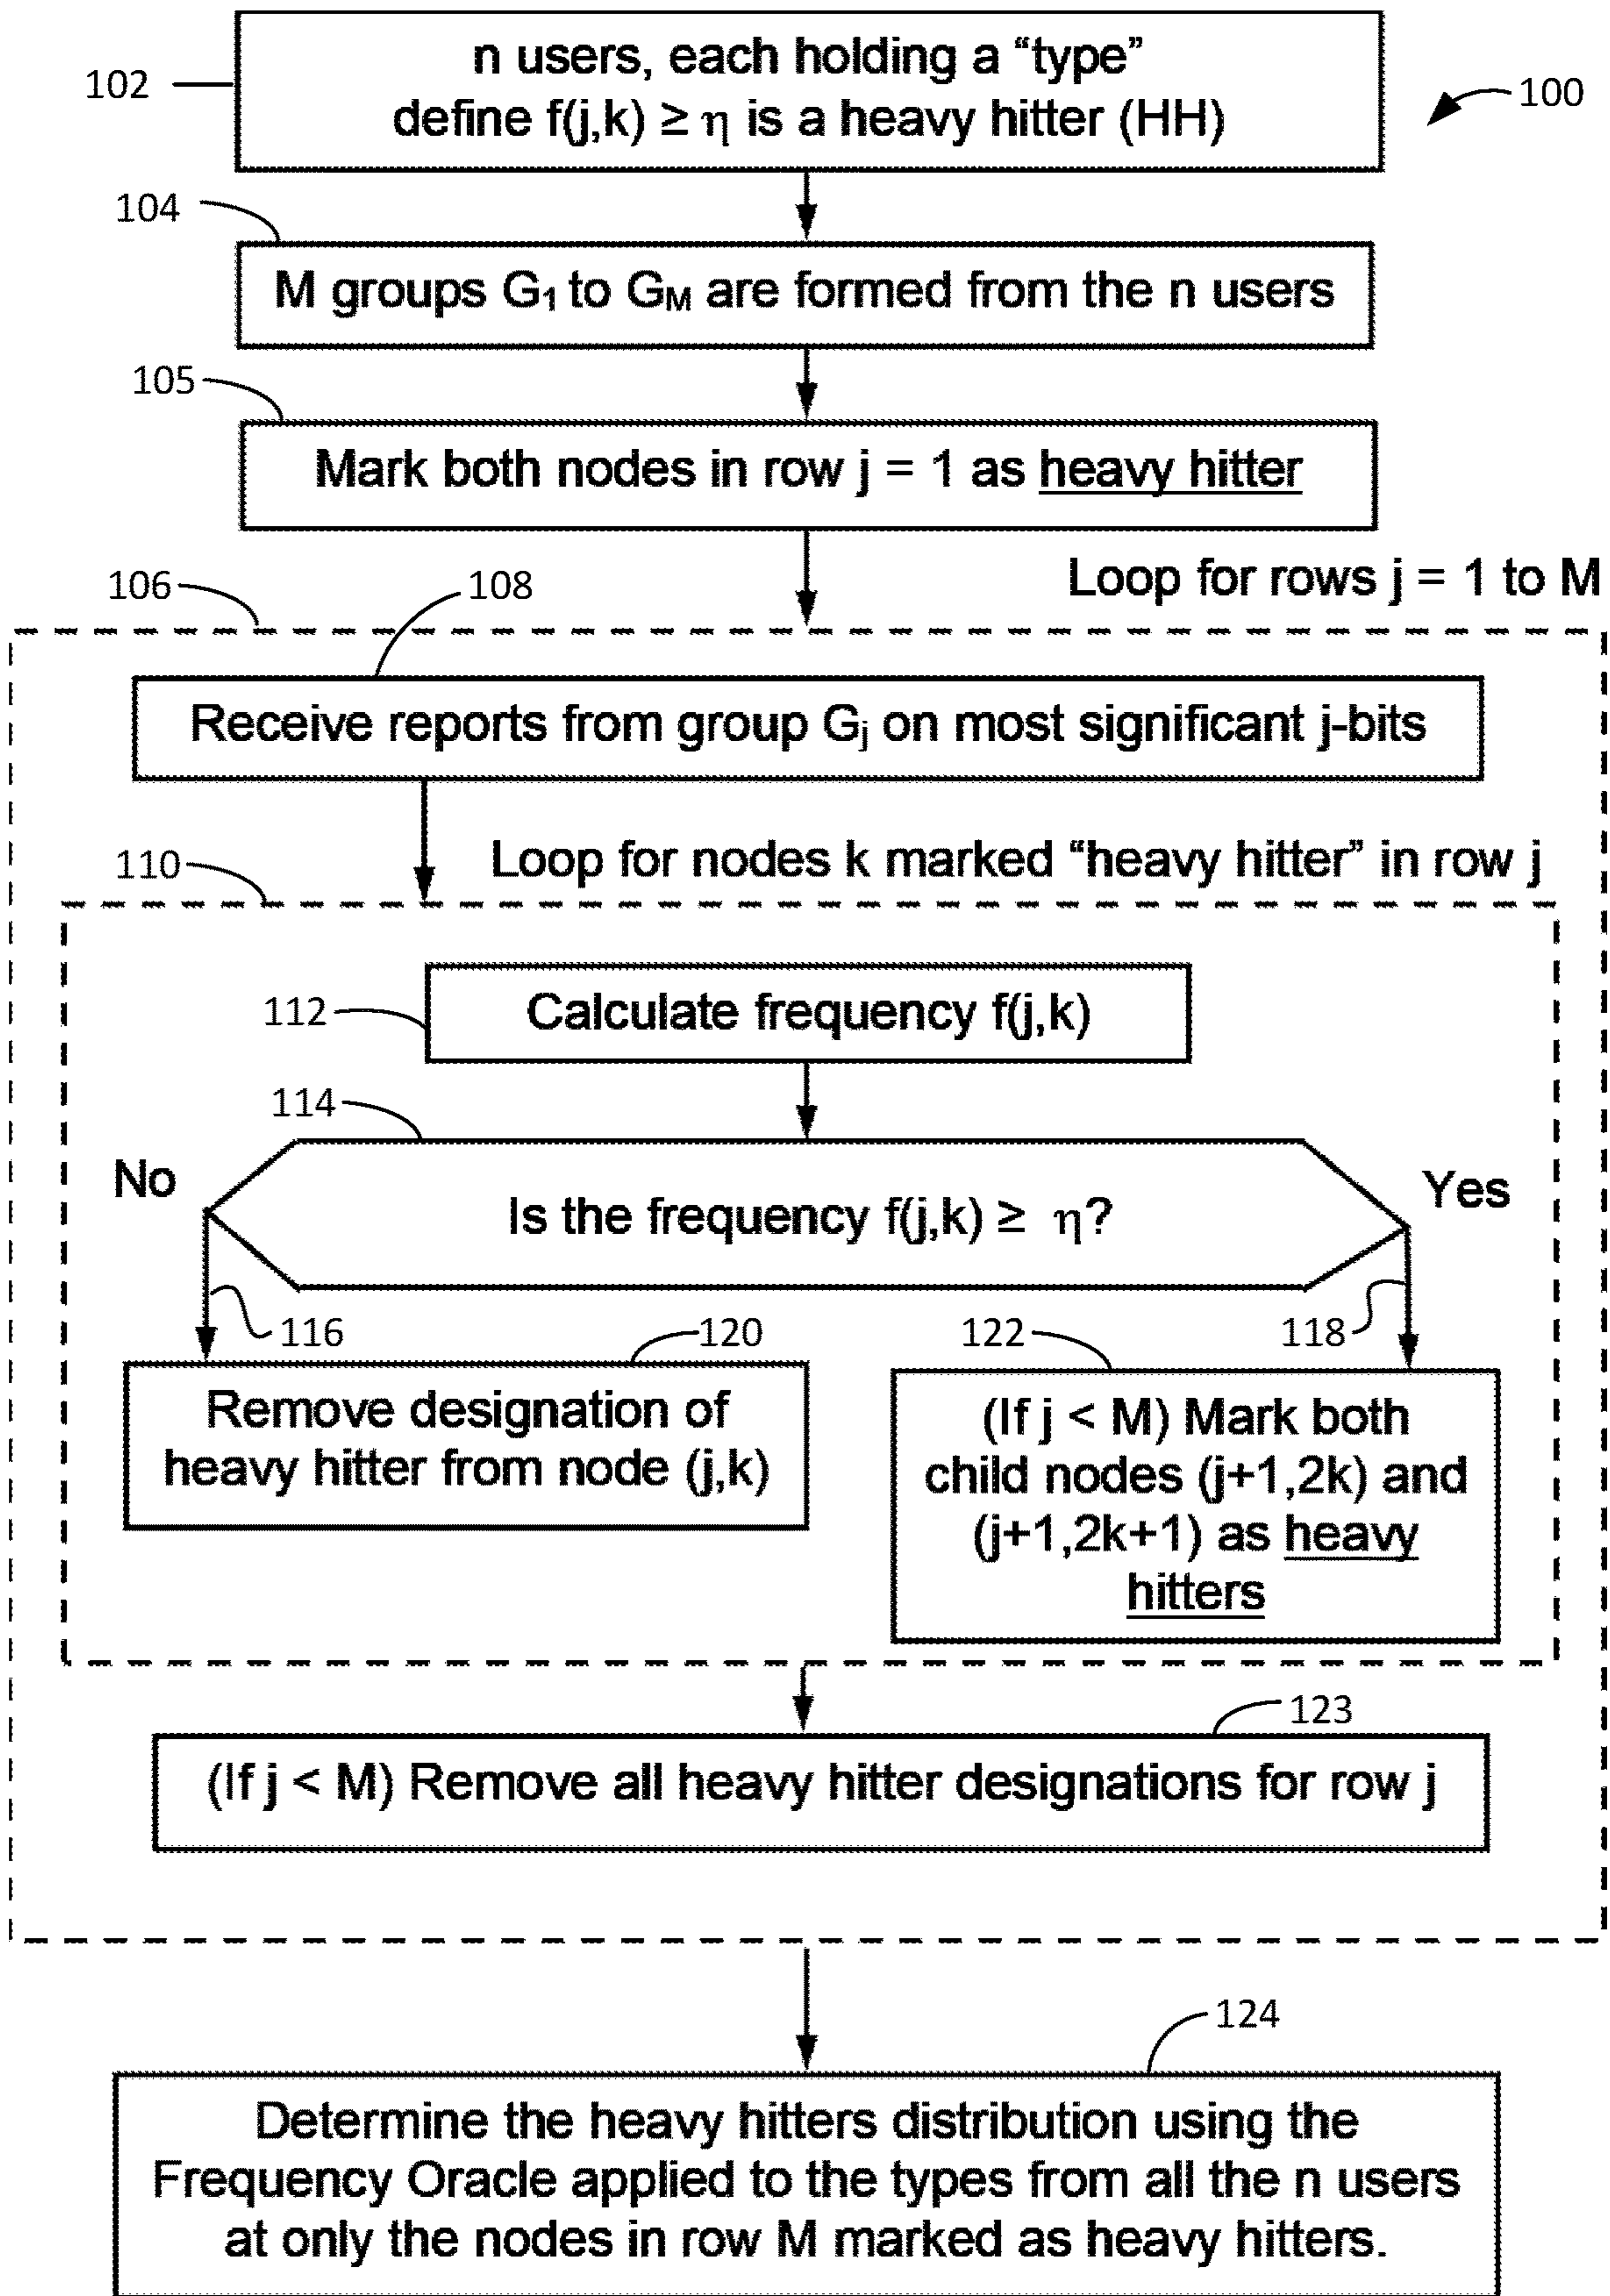 n users, each holding a “type”
define f(j,k) ≥ η is a heavy hitter (HH)
102
100
104
M groups G₁ to Gᴍ are formed from the n users
105
Mark both nodes in row j = 1 as heavy hitter
Loop for rows j = 1 to M
106
108
Receive reports from group Gⱼ on most significant j-bits
Loop for nodes k marked “heavy hitter” in row j
110
112
Calculate frequency f(j,k)
114
No
Yes
Is the frequency f(j,k) ≥ η?
116
120
122
118
Remove designation of
heavy hitter from node (j,k)
(If j < M) Mark both
child nodes (j+1,2k) and
(j+1,2k+1) as heavy
hitters
123
(If j < M) Remove all heavy hitter designations for row j
124
Determine the heavy hitters distribution using the
Frequency Oracle applied to the types from all the n users
at only the nodes in row M marked as heavy hitters.